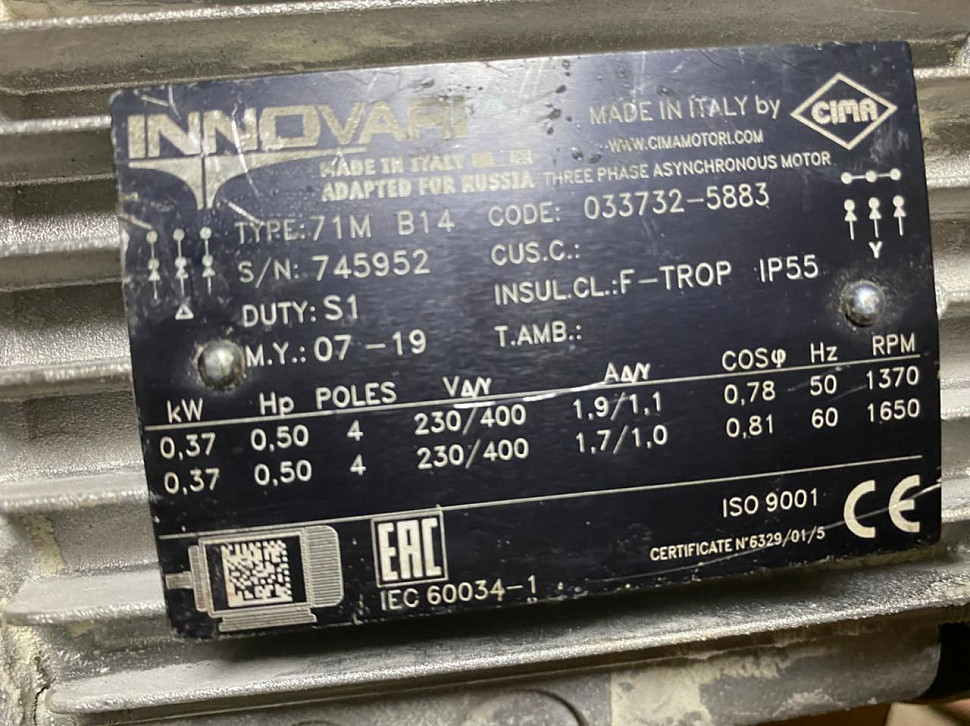 INNOVARI
MADE IN ITALY by CIMA
WWW.CIMAMOTORI.COM
MADE IN ITALY
ADAPTED FOR RUSSIA THREE PHASE ASYNCHRONOUS MOTOR
TYPE: 71M B14 CODE: 033732-5883
S/N: 745952 CUS.C.:
DUTY: S1 INSUL.CL.: F-TROP IP55
M.Y.: 07-19 T.AMB.:
Δ
Y
kW Hp POLES VΔ/Y AΔ/Y COSφ Hz RPM
0,37 0,50 4 230/400 1,9/1,1 0,78 50 1370
0,37 0,50 4 230/400 1,7/1,0 0,81 60 1650
EAC
IEC 60034-1
ISO 9001 CE
CERTIFICATE N°6329/01/5